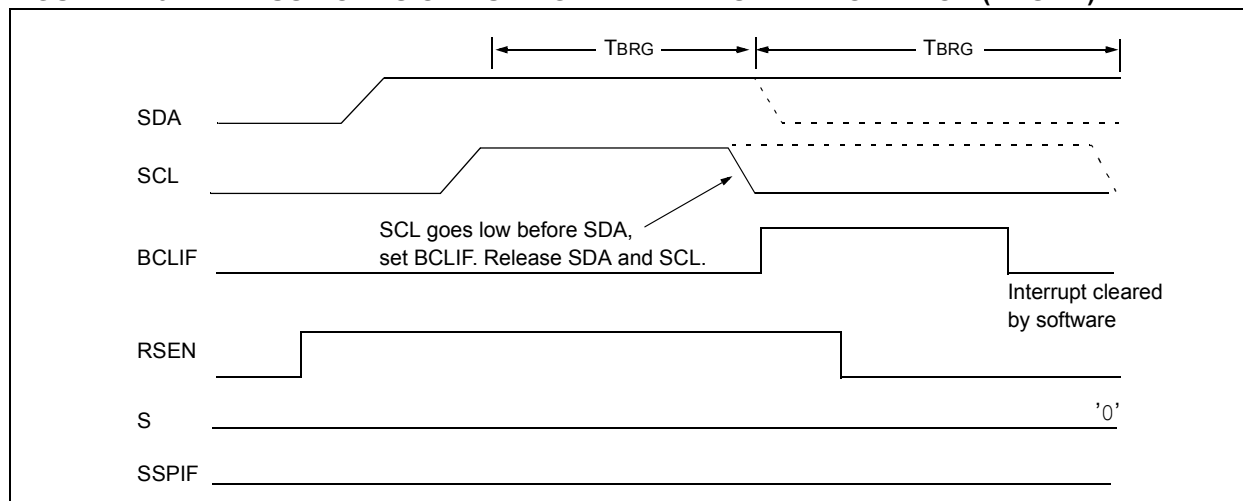 TBRG TBRG
SDA
SCL
SCL goes low before SDA,
set BCLIF. Release SDA and SCL.
BCLIF
Interrupt cleared
by software
RSEN
S '0'
SSPIF